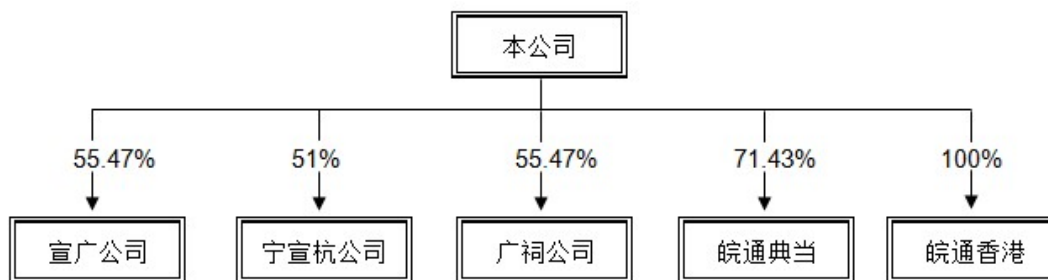 本公司
55.47%
51%
55.47%
71.43%
100%
宣广公司
宁宣杭公司
广祠公司
皖通典当
皖通香港